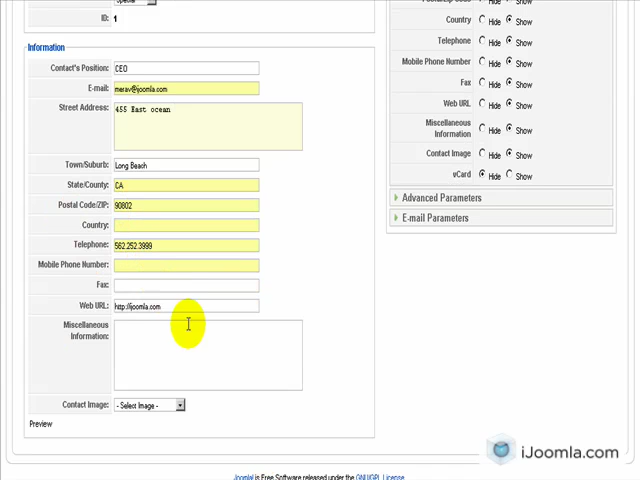 Special
ID: 1
Information
Contact's Position: CEO
E-mail: merav@ijoomla.com
Street Address: 455 East ocean
Town/Suburb: Long Beach
State/County: CA
Postal Code/ZIP: 90802
Country:
Telephone: 562.252.3999
Mobile Phone Number:
Fax:
Web URL: http://ijoomla.com
Miscellaneous
Information:
Contact Image: - Select Image -
Preview
Postal Code/ZIP Hide Show
Country Hide Show
Telephone Hide Show
Mobile Phone Number Hide Show
Fax Hide Show
Web URL Hide Show
Miscellaneous
Information Hide Show
Contact Image Hide Show
vCard Hide Show
Advanced Parameters
E-mail Parameters
iJoomla.com
Joomla! is Free Software released under the GNU/GPL License.